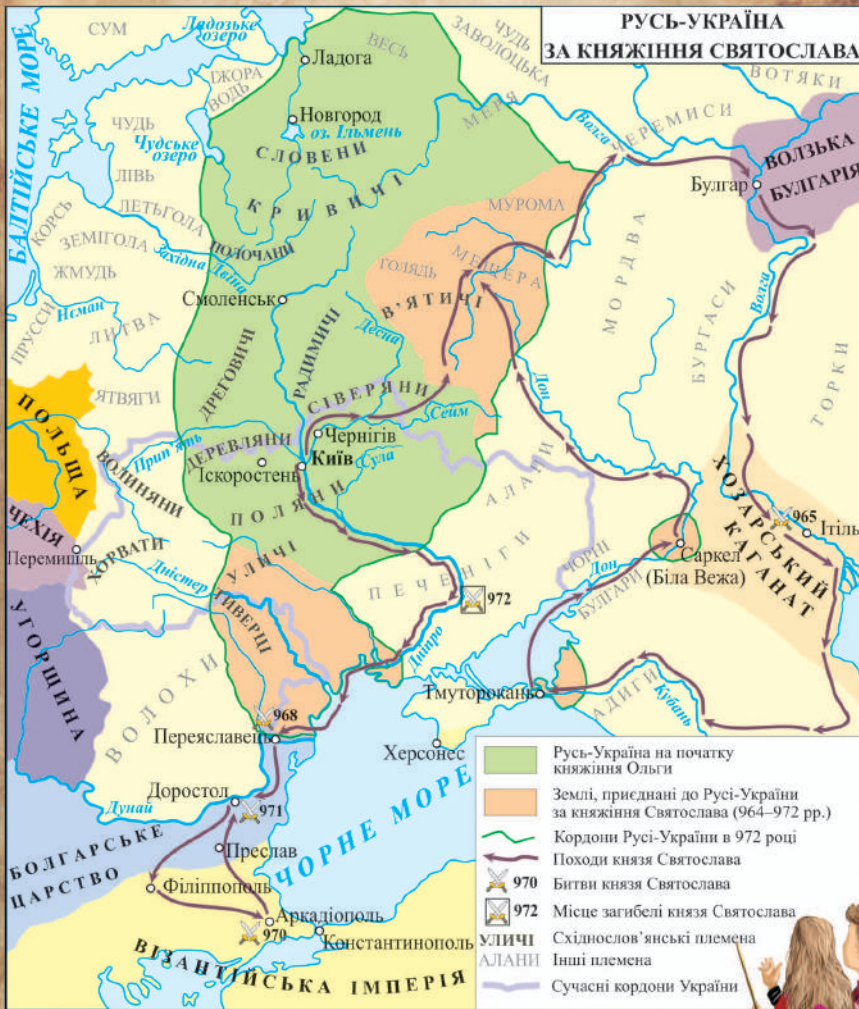 РУСЬ-УКРАЇНА
ЗА КНЯЖІННЯ СВЯТОСЛАВА
СУМ
Ладозьке
озеро
Ладога
ВЕСЬ
ЧУДЬ
ЗАВОЛОЦЬКА
ВОТЯКИ
БАЛТІЙСЬКЕ МОРЕ
ЇЖОРА
ВОДЬ
Новгород
оз. Ільмень
МЕРЯ
Волга
ЧЕРЕМИСИ
ЧУДЬ
Чудське
озеро
СЛОВЕНИ
ВОЛЗЬКА
БУЛГАРІЯ
Булгар
ЛІВЬ
КРИВИЧІ
МУРОМА
КОРСЬ
ЛЕТЬГОЛА
ЗЕМІГОЛА
ПОЛОЧАНИ
МЕЩЕРА
МОРДВА
ЖМУДЬ
Західна Двіна
ГОЛЯДЬ
Смоленськ
В’ЯТИЧІ
Волга
Нєман
ПРУССИ
ЛИТВА
Десна
БУРТАСИ
ДРЕГОВИЧІ
РАДИМИЧІ
ТОРКИ
ЯТВЯГИ
СІВЕРЯНИ
Дон
ПОЛЬЩА
Сейм
Прип’ять
ДЕРЕВЛЯНИ
Чернігів
ВОЛИНЯНИ
Іскоростень
Київ
Сула
АЛАНИ
ХОЗАРСЬКИЙ
КАГАНАТ
965
Ітіль
ЧЕХІЯ
ПОЛЯНИ
Перемишль
ХОРВАТИ
Саркел
(Біла Вежа)
УЛИЧІ
Дністер
ПЕЧЕНІГИ
ЧОРНІ
БУЛГАРИ
Дон
972
ТИВЕРЦІ
УГОРЩИНА
Дніпро
ВОЛОХИ
Тмуторокань
АДИГИ
Кубань
968
Переяславець
Херсонес
Доростол
Дунай
971
ЧОРНЕ МОРЕ
БОЛГАРСЬКЕ
ЦАРСТВО
Преслав
Філіппополь
Аркадіополь
970
Константинополь
ВІЗАНТІЙСЬКА ІМПЕРІЯ
Русь-Україна на початку
княжіння Ольги
Землі, приєднані до Русі-України
за княжіння Святослава (964–972 рр.)
Кордони Русі-України в 972 році
Походи князя Святослава
970 Битви князя Святослава
972 Місце загибелі князя Святослава
УЛИЧІ Східнослов’янські племена
АЛАНИ Інші племена
Сучасні кордони України